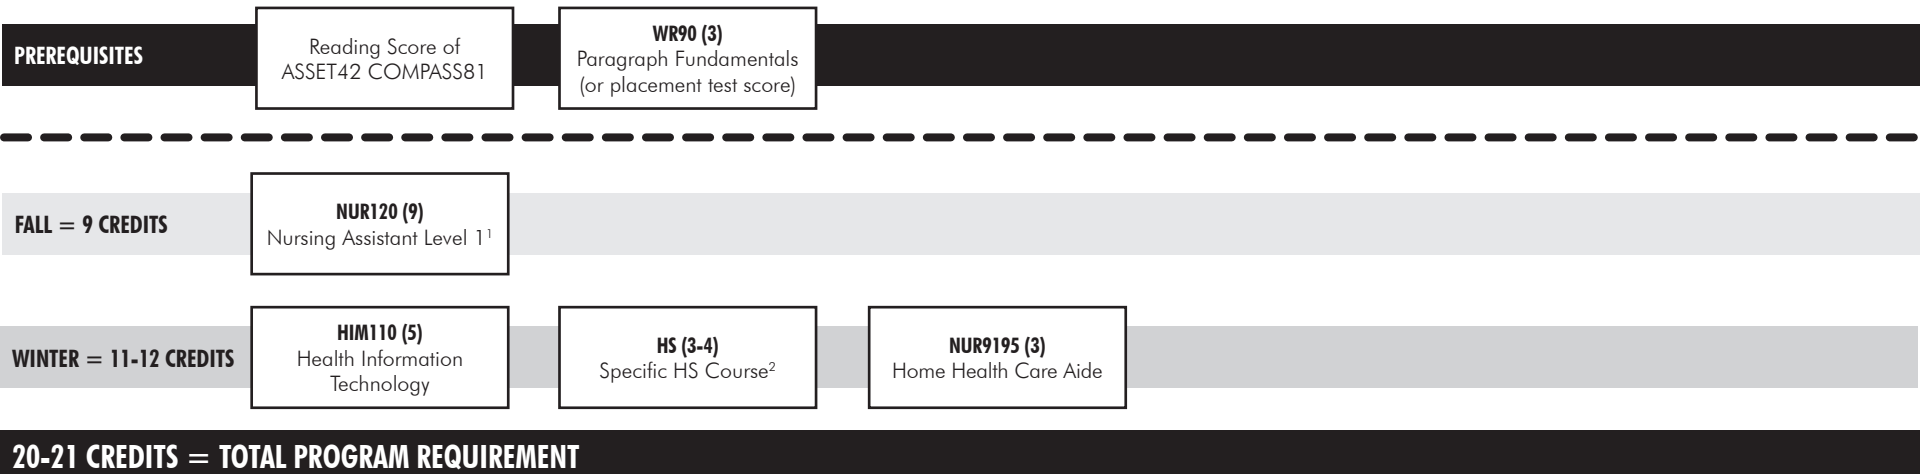 PREREQUISITES
Reading Score of
ASSET42 COMPASS81
WR90 (3)
Paragraph Fundamentals
(or placement test score)
FALL = 9 CREDITS
NUR120 (9)
Nursing Assistant Level 1¹
WINTER = 11-12 CREDITS
HIM110 (5)
Health Information
Technology
HS (3-4)
Specific HS Course²
NUR9195 (3)
Home Health Care Aide
20-21 CREDITS = TOTAL PROGRAM REQUIREMENT